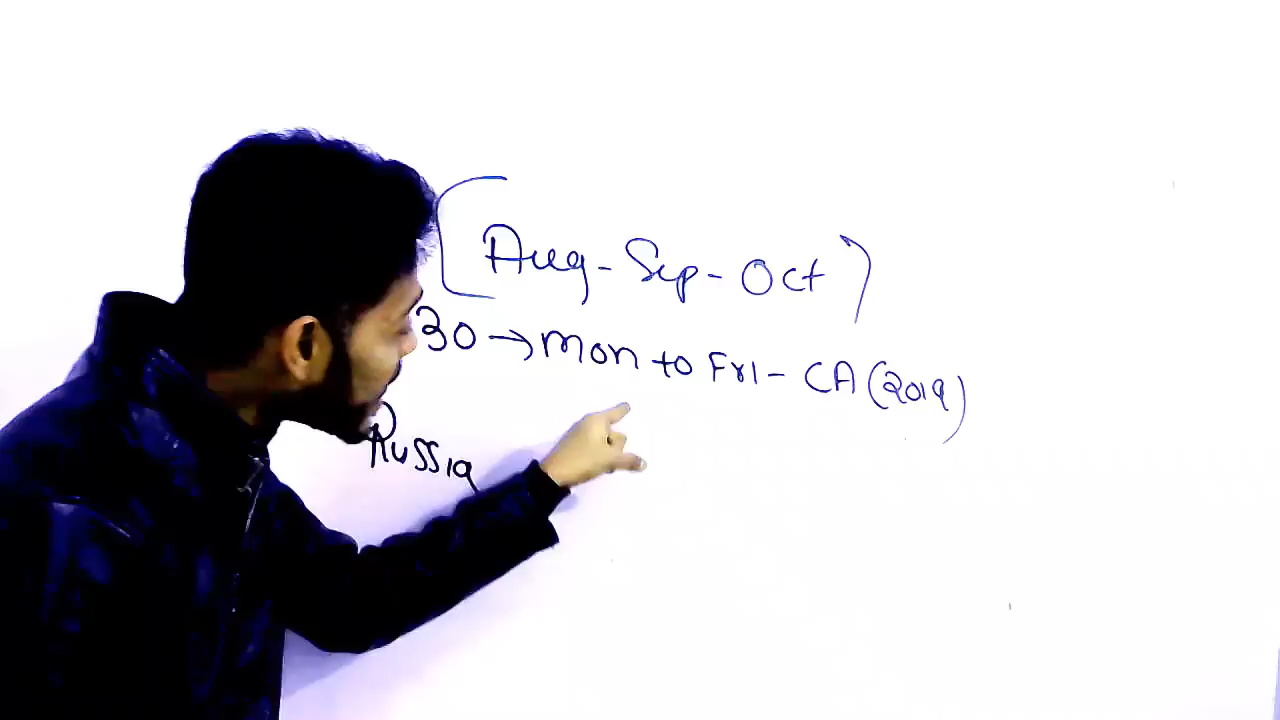 [Aug-Sep-Oct)
30 → Mon to Fri - CA (2019)
Russia